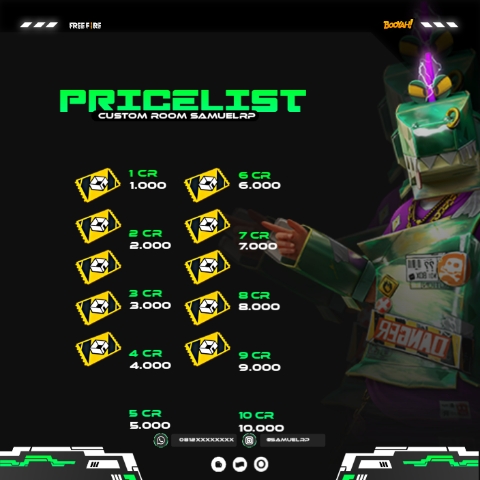 FREE FIRE
BOOYAH!
PRICELIST
CUSTOM ROOM SAMUELRP
1 CR
1.000
2 CR
2.000
3 CR
3.000
4 CR
4.000
5 CR
5.000
6 CR
6.000
7 CR
7.000
8 CR
8.000
9 CR
9.000
10 CR
10.000
DANGER
0812XXXXXXXX
@SAMUELRP